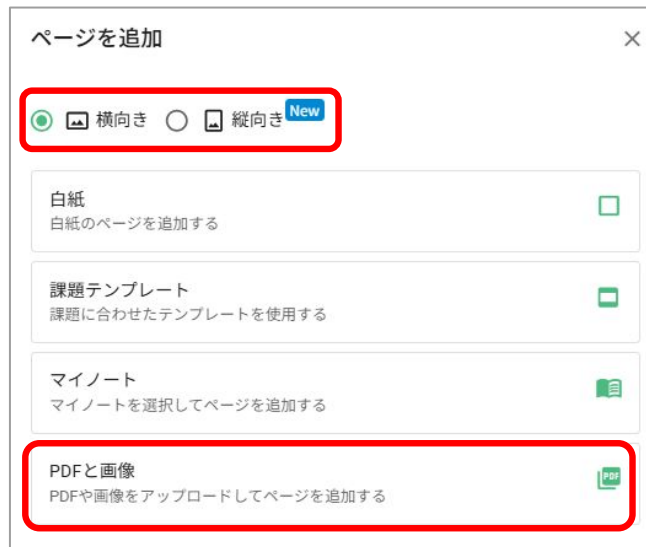 ページを追加
横向き 縦向き New
白紙
白紙のページを追加する
課題テンプレート
課題に合わせたテンプレートを使用する
マイノート
マイノートを選択してページを追加する
PDFと画像
PDFや画像をアップロードしてページを追加する
PDF